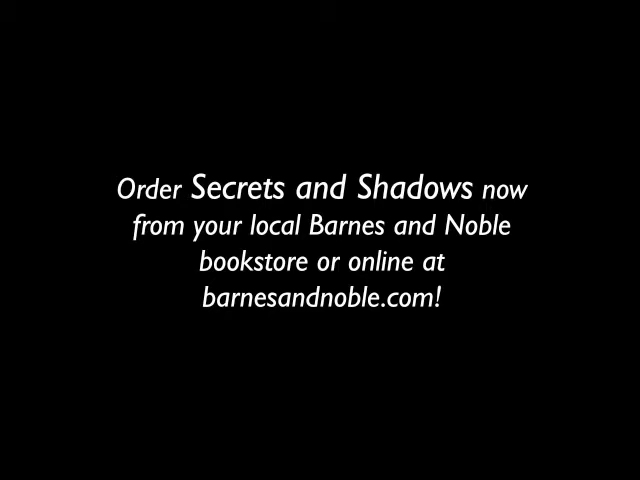 Order Secrets and Shadows now
from your local Barnes and Noble
bookstore or online at
barnesandnoble.com!